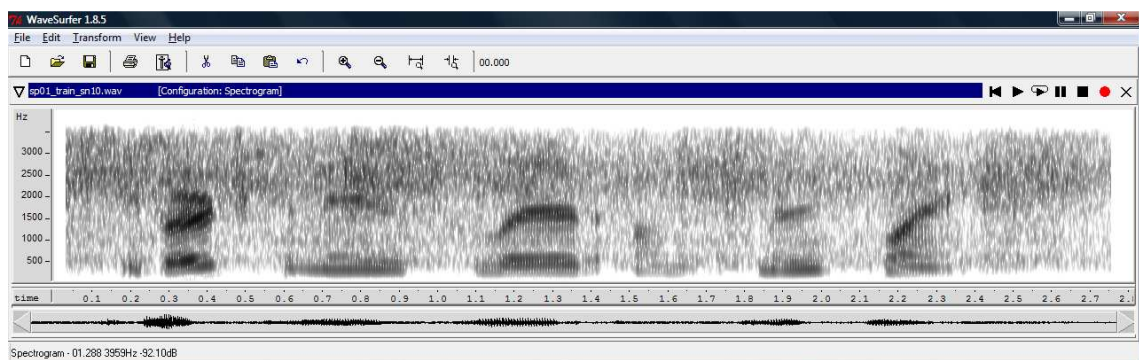 WaveSurfer 1.8.5
File Edit Transform View Help
00.000
sp01_train_sn10.wav [Configuration: Spectrogram]
Hz
3000
2500
2000
1500
1000
500
time 0.1 0.2 0.3 0.4 0.5 0.6 0.7 0.8 0.9 1.0 1.1 1.2 1.3 1.4 1.5 1.6 1.7 1.8 1.9 2.0 2.1 2.2 2.3 2.4 2.5 2.6 2.7
Spectrogram - 01.288 3959Hz -92.10dB